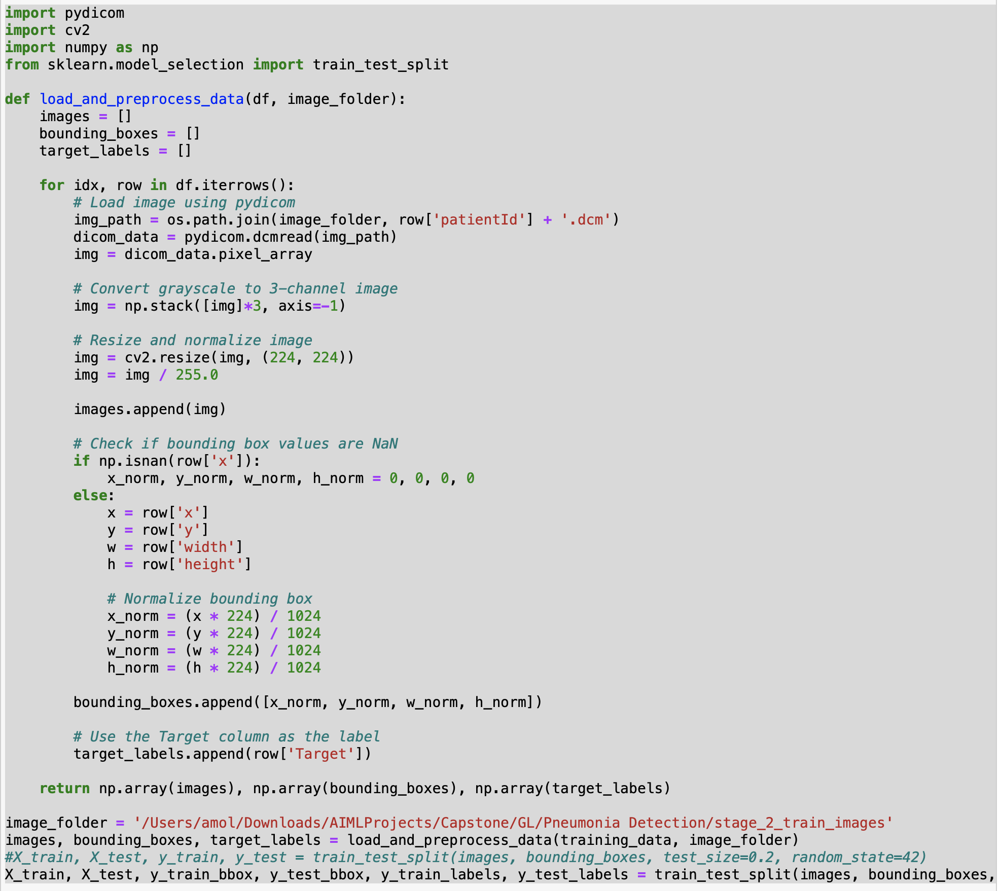 import pydicom
import cv2
import numpy as np
from sklearn.model_selection import train_test_split

def load_and_preprocess_data(df, image_folder):
    images = []
    bounding_boxes = []
    target_labels = []

    for idx, row in df.iterrows():
        # Load image using pydicom
        img_path = os.path.join(image_folder, row['patientId'] + '.dcm')
        dicom_data = pydicom.dcmread(img_path)
        img = dicom_data.pixel_array

        # Convert grayscale to 3-channel image
        img = np.stack([img]*3, axis=-1)

        # Resize and normalize image
        img = cv2.resize(img, (224, 224))
        img = img / 255.0

        images.append(img)

        # Check if bounding box values are NaN
        if np.isnan(row['x']):
            x_norm, y_norm, w_norm, h_norm = 0, 0, 0, 0
        else:
            x = row['x']
            y = row['y']
            w = row['width']
            h = row['height']

            # Normalize bounding box
            x_norm = (x * 224) / 1024
            y_norm = (y * 224) / 1024
            w_norm = (w * 224) / 1024
            h_norm = (h * 224) / 1024

        bounding_boxes.append([x_norm, y_norm, w_norm, h_norm])

        # Use the Target column as the label
        target_labels.append(row['Target'])

    return np.array(images), np.array(bounding_boxes), np.array(target_labels)

image_folder = '/Users/amol/Downloads/AIMLProjects/Capstone/GL/Pneumonia Detection/stage_2_train_images'
images, bounding_boxes, target_labels = load_and_preprocess_data(training_data, image_folder)
#X_train, X_test, y_train, y_test = train_test_split(images, bounding_boxes, test_size=0.2, random_state=42)
X_train, X_test, y_train_bbox, y_test_bbox, y_train_labels, y_test_labels = train_test_split(images, bounding_boxes,